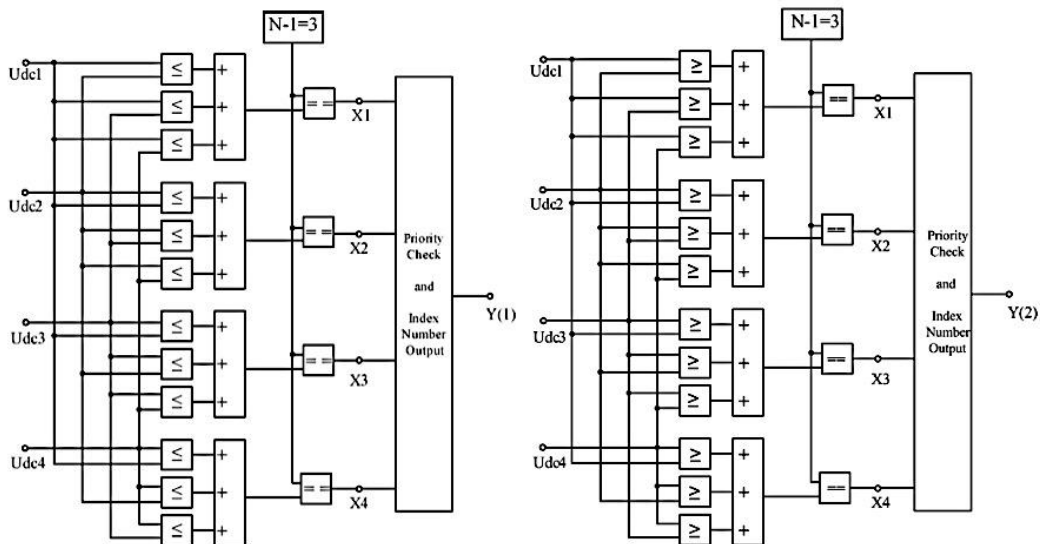 N-1=3
Udc1
≤ +
≤ +
≤ +
==
X1
Udc2
≤ +
≤ +
≤ +
==
X2
Udc3
≤ +
≤ +
≤ +
==
X3
Udc4
≤ +
≤ +
≤ +
==
X4
Priority
Check
and
Index
Number
Output
Y(1)
N-1=3
Udc1
≥ +
≥ +
≥ +
==
X1
Udc2
≥ +
≥ +
≥ +
==
X2
Udc3
≥ +
≥ +
≥ +
==
X3
Udo4
≥ +
≥ +
≥ +
==
X4
Priority
Check
and
Index
Number
Output
Y(2)